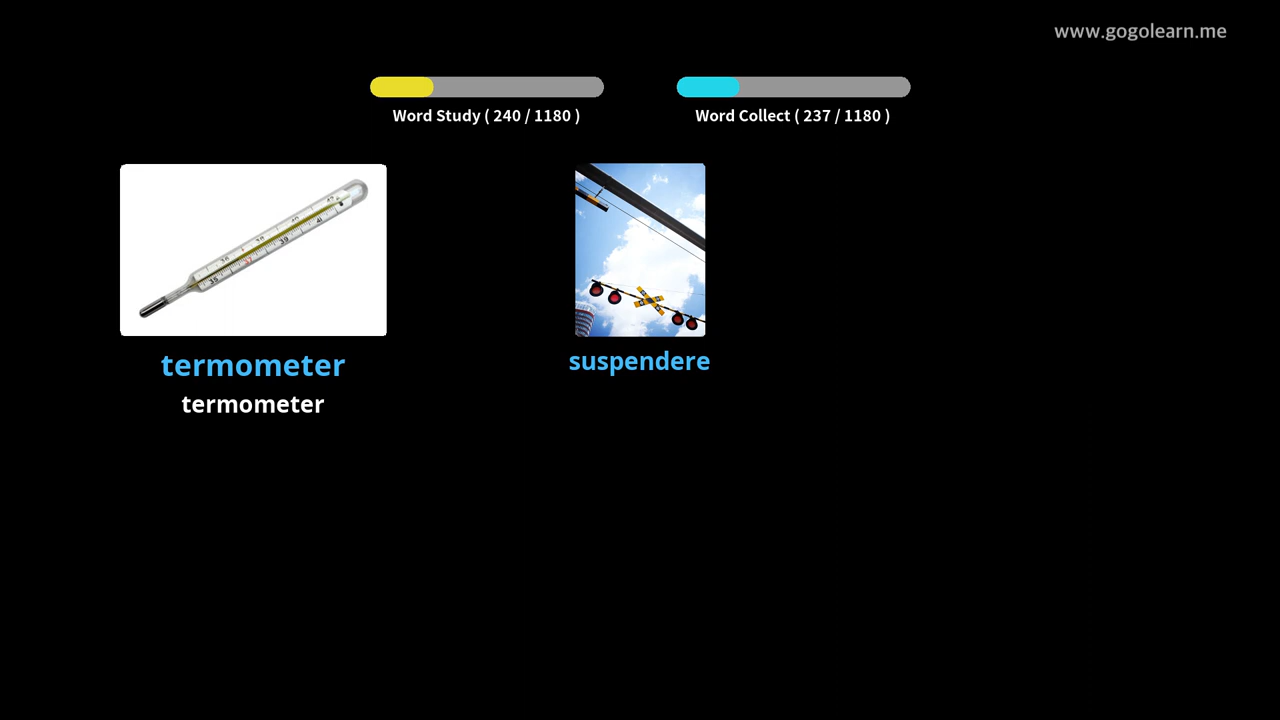 www.gogolearn.me
Word Study ( 240 / 1180 )
Word Collect ( 237 / 1180 )
termometer
termometer
suspendere